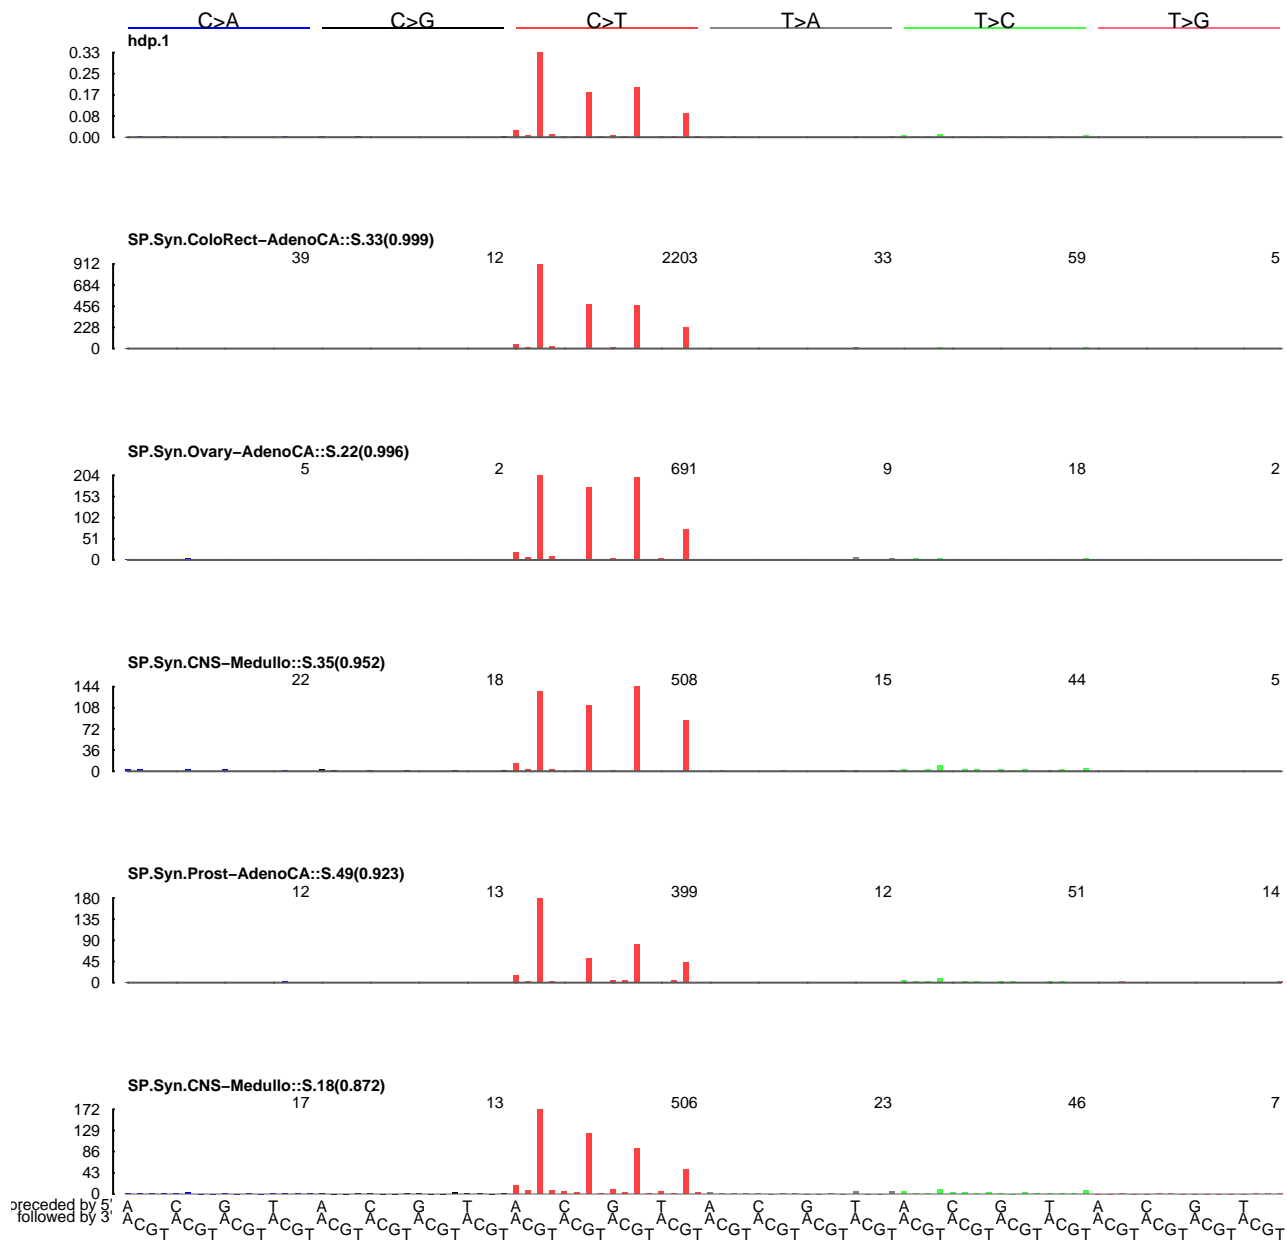 C>A C>G C>T T>A T>C T>G
hdp.1
0.33
0.25
0.17
0.08
0.00
SP.Syn.ColoRect−AdenoCA::S.33(0.999)
39 12 2203 33 59 5
912
684
456
228
0
SP.Syn.Ovary−AdenoCA::S.22(0.996)
5 2 691 9 18 2
204
153
102
51
0
SP.Syn.CNS−Medullo::S.35(0.952)
22 18 508 15 44 5
144
108
72
36
0
SP.Syn.Prost−AdenoCA::S.49(0.923)
12 13 399 12 51 14
180
135
90
45
0
SP.Syn.CNS−Medullo::S.18(0.872)
17 13 506 23 46 7
172
129
86
43
0
preceded by 5' A C G T A C G T A C G T A C G T A C G T A C G T
followed by 3' A C G T A C G T A C G T A C G T A C G T A C G T A C G T A C G T A C G T A C G T A C G T A C G T A C G T A C G T A C G T A C G T A C G T A C G T A C G T A C G T A C G T A C G T A C G T A C G T